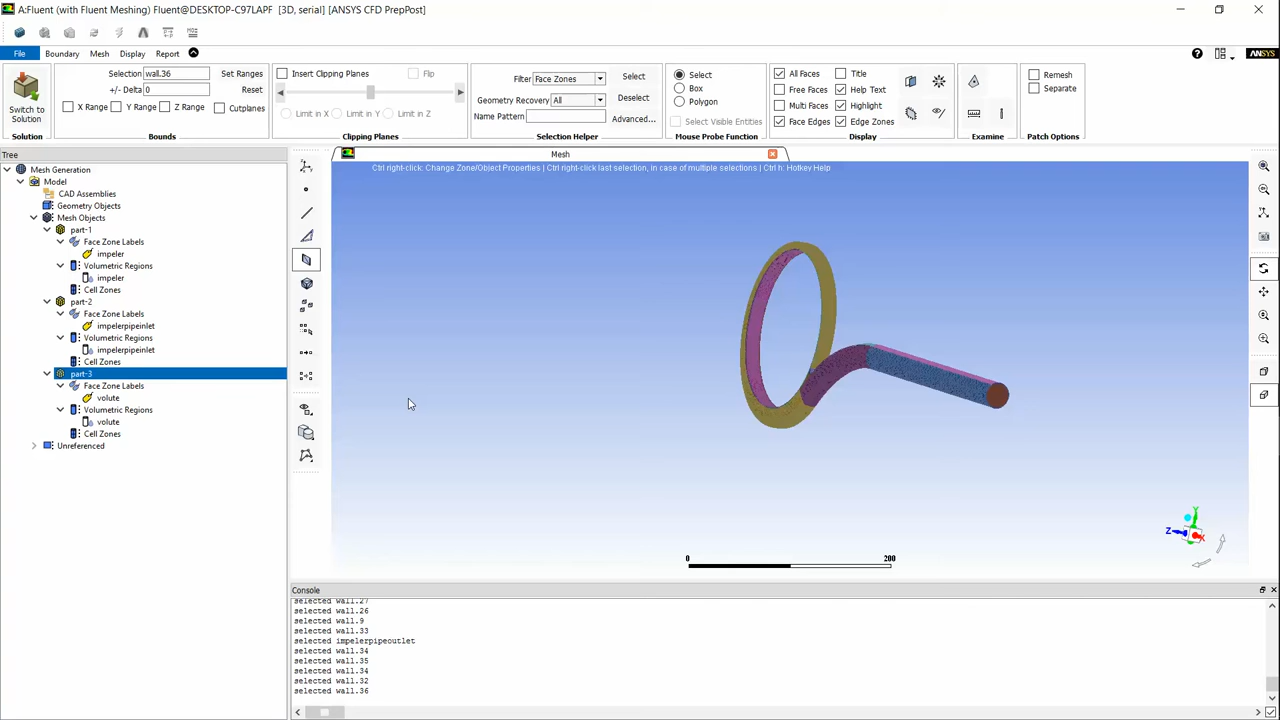 A:Fluent (with Fluent Meshing) Fluent@DESKTOP-C97LAPF [3D, serial] [ANSYS CFD PrepPost]
File Boundary Mesh Display Report
ANSYS
Switch to
Solution
Solution
Selection wall.36 Set Ranges
+/- Delta 0 Reset
X Range Y Range Z Range Cutplanes
Bounds
Insert Clipping Planes Flip
Limit in X Limit in Y Limit in Z
Clipping Planes
Filter Face Zones Select
Geometry Recovery All Deselect
Name Pattern Advanced...
Selection Helper
Select
Box
Polygon
Select Visible Entities
Mouse Probe Function
All Faces Title
Free Faces Help Text
Multi Faces Highlight
Face Edges Edge Zones
Display
Examine
Remesh
Separate
Patch Options
Tree
Mesh Generation
Model
CAD Assemblies
Geometry Objects
Mesh Objects
part-1
Face Zone Labels
impeler
Volumetric Regions
impeler
Cell Zones
part-2
Face Zone Labels
impelerpipeinlet
Volumetric Regions
impelerpipeinlet
Cell Zones
part-3
Face Zone Labels
volute
Volumetric Regions
volute
Cell Zones
Unreferenced
Mesh
Ctrl right-click: Change Zone/Object Properties | Ctrl right-click last selection, in case of multiple selections | Ctrl h: Hotkey Help
0 200
Y
Z X
Console
selected wall.27
selected wall.26
selected wall.9
selected wall.33
selected impelerpipeoutlet
selected wall.34
selected wall.35
selected wall.34
selected wall.32
selected wall.36